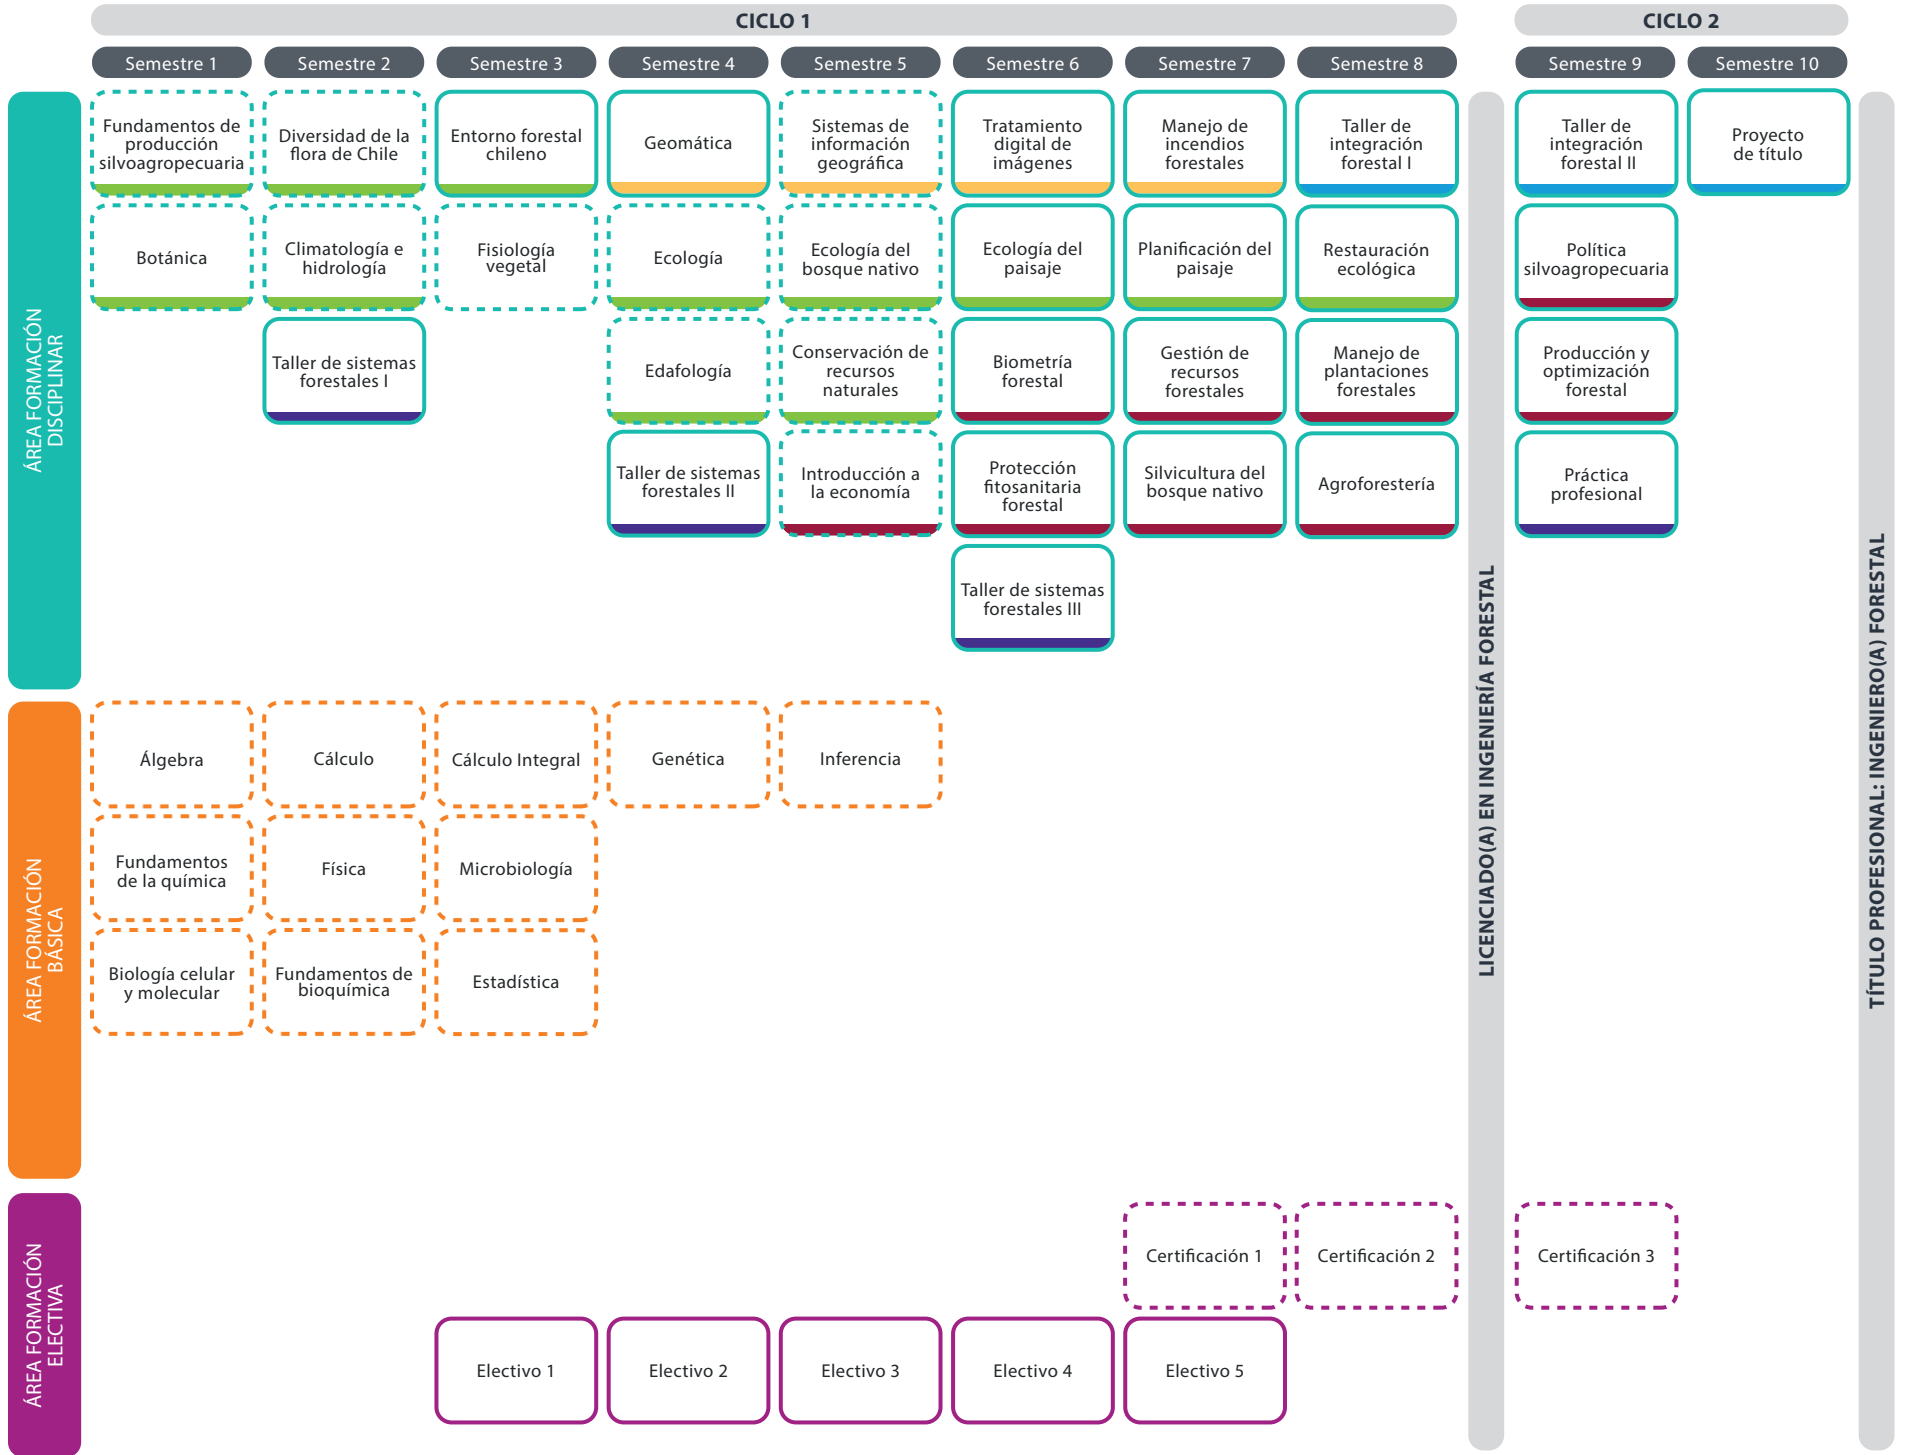 CICLO 1
CICLO 2
Semestre 1
Semestre 2
Semestre 3
Semestre 4
Semestre 5
Semestre 6
Semestre 7
Semestre 8
Semestre 9
Semestre 10
ÁREA FORMACIÓN
DISCIPLINAR
Fundamentos de
producción
silvoagropecuaria
Diversidad de la
flora de Chile
Entorno forestal
chileno
Geomática
Sistemas de
información
geográfica
Tratamiento
digital de
imágenes
Manejo de
incendios
forestales
Taller de
integración
forestal I
Taller de
integración
forestal II
Proyecto
de título
Botánica
Climatología e
hidrología
Fisiología
vegetal
Ecología
Ecología del
bosque nativo
Ecología del
paisaje
Planificación del
paisaje
Restauración
ecológica
Política
silvoagropecuaria
Taller de sistemas
forestales I
Edafología
Conservación de
recursos
naturales
Biometría
forestal
Gestión de
recursos
forestales
Manejo de
plantaciones
forestales
Producción y
optimización
forestal
Taller de sistemas
forestales II
Introducción a
la economía
Protección
fitosanitaria
forestal
Silvicultura del
bosque nativo
Agroforestería
Práctica
profesional
Taller de sistemas
forestales III
ÁREA FORMACIÓN
BÁSICA
Álgebra
Cálculo
Cálculo Integral
Genética
Inferencia
Fundamentos
de la química
Física
Microbiología
Biología celular
y molecular
Fundamentos de
bioquímica
Estadística
ÁREA FORMACIÓN
ELECTIVA
Certificación 1
Certificación 2
Certificación 3
Electivo 1
Electivo 2
Electivo 3
Electivo 4
Electivo 5
LICENCIADO(A) EN INGENIERÍA FORESTAL
TÍTULO PROFESIONAL: INGENIERO(A) FORESTAL